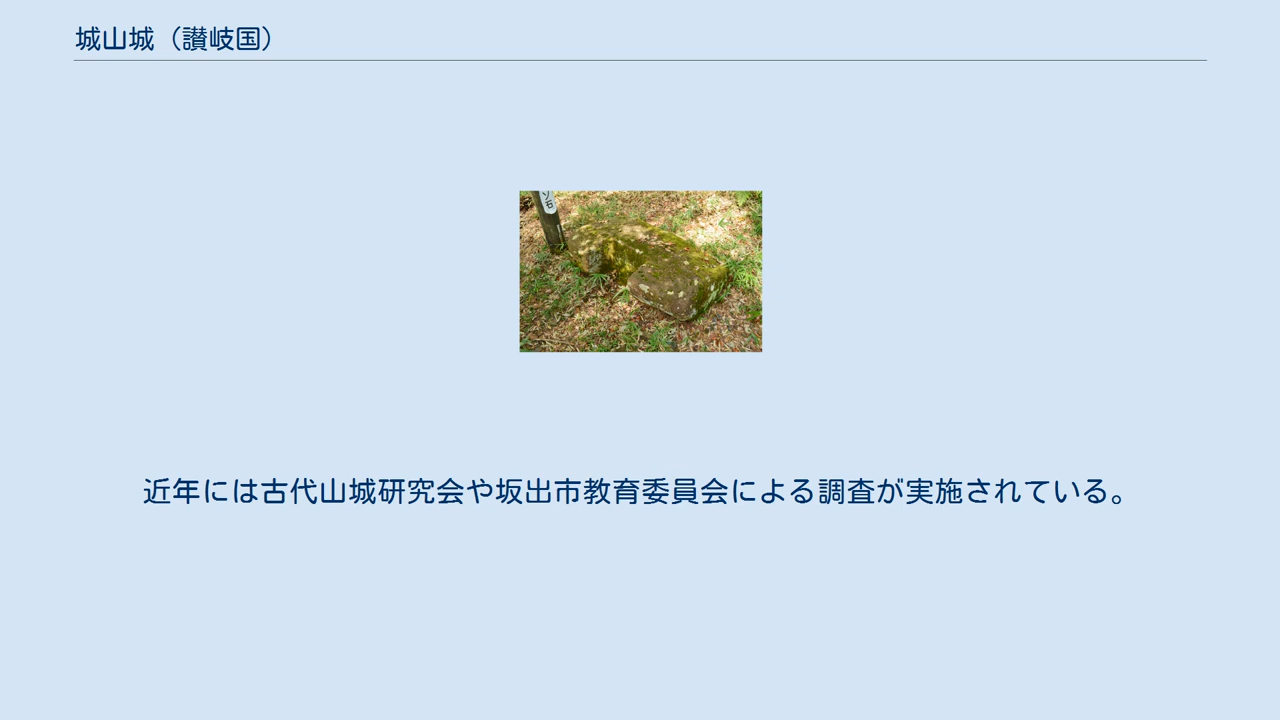 城山城（讃岐国）
ソ石
近年には古代山城研究会や坂出市教育委員会による調査が実施されている。